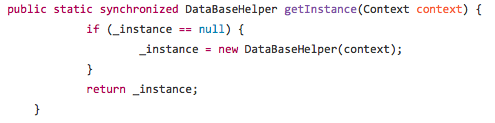 public static synchronized DataBaseHelper getInstance(Context context) {
if (_instance == null) {
_instance = new DataBaseHelper(context);
}
return _instance;
}